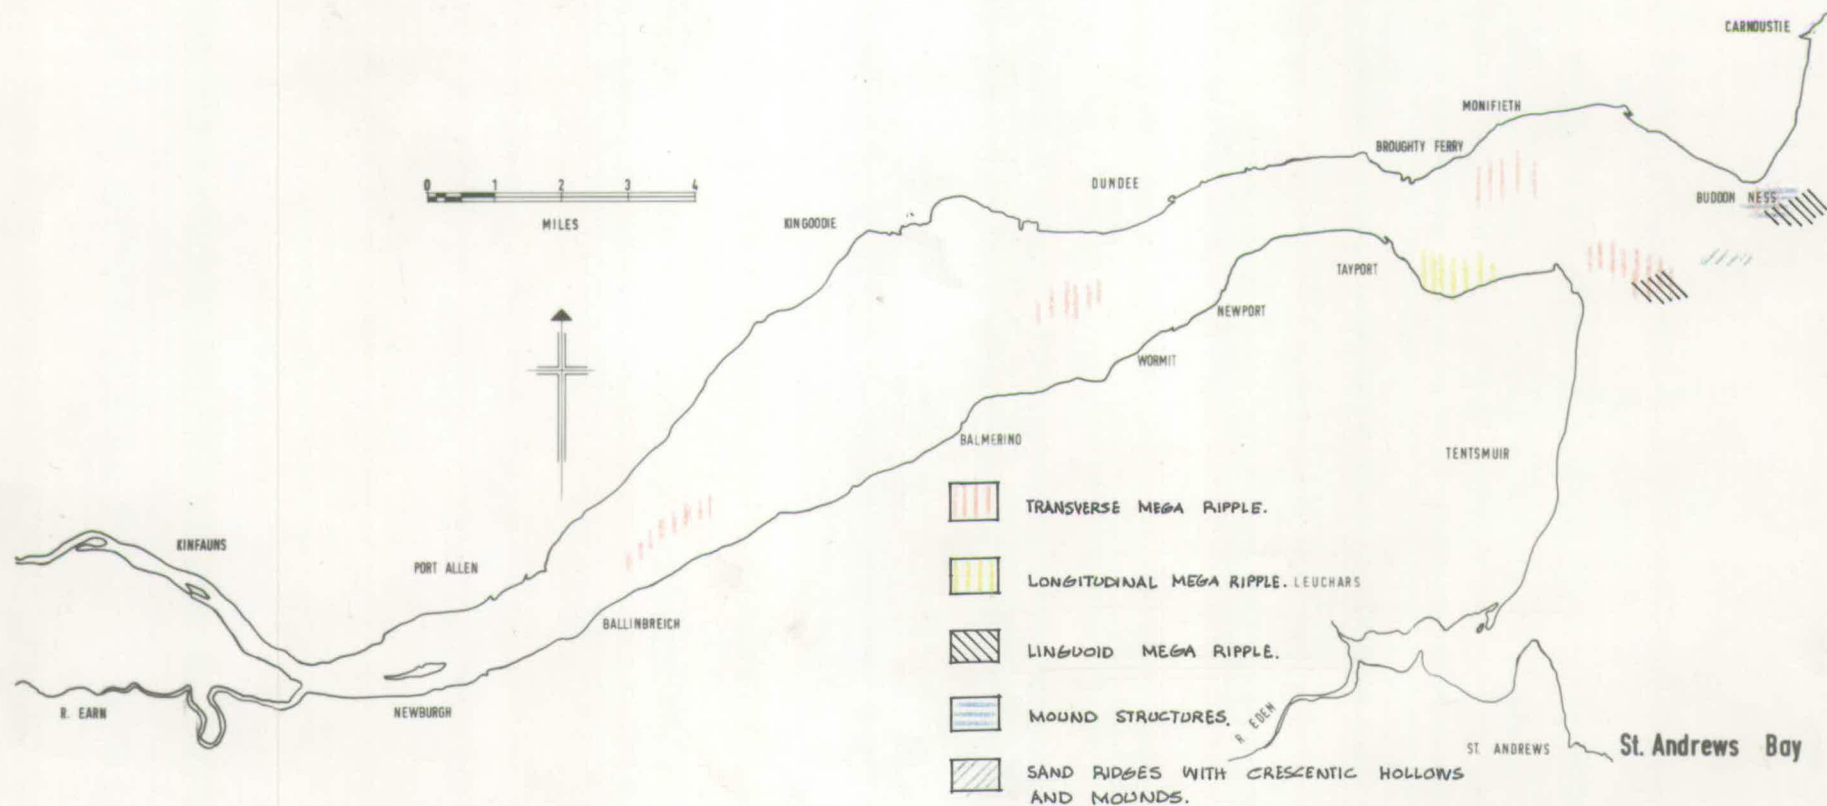 CARNOUSTIE
MONIFIETH
BROUGHTY FERRY
DUNDEE
BUDDON NESS
0 1 2 3 4
MILES
KINGOODIE
TAYPORT
NEWPORT
WORMIT
BALMERINO
TENTSMUIR
KINFAUNS
PORT ALLEN
BALLINBREICH
R. EARN
NEWBURGH
TRANSVERSE MEGA RIPPLE.
LONGITUDINAL MEGA RIPPLE.
LEUCHARS
LINGUOID MEGA RIPPLE.
MOUND STRUCTURES.
R. EDEN
ST. ANDREWS
St. Andrews Bay
SAND RIDGES WITH CRESCENTIC HOLLOWS
AND MOUNDS.